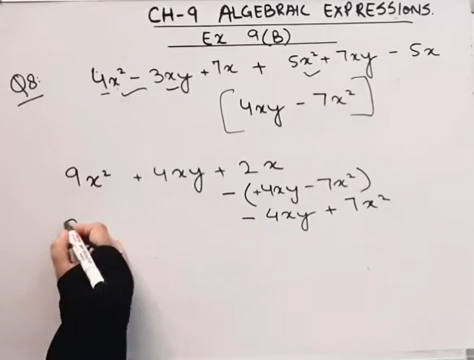 CH-9 ALGEBRAIC EXPRESSIONS.
Ex 9(B)
Q8: 4x² - 3xy + 7x + 5x² + 7xy - 5x
[4xy - 7x²]
9x² + 4xy + 2x
- (+4xy - 7x²)
- 4xy + 7x²